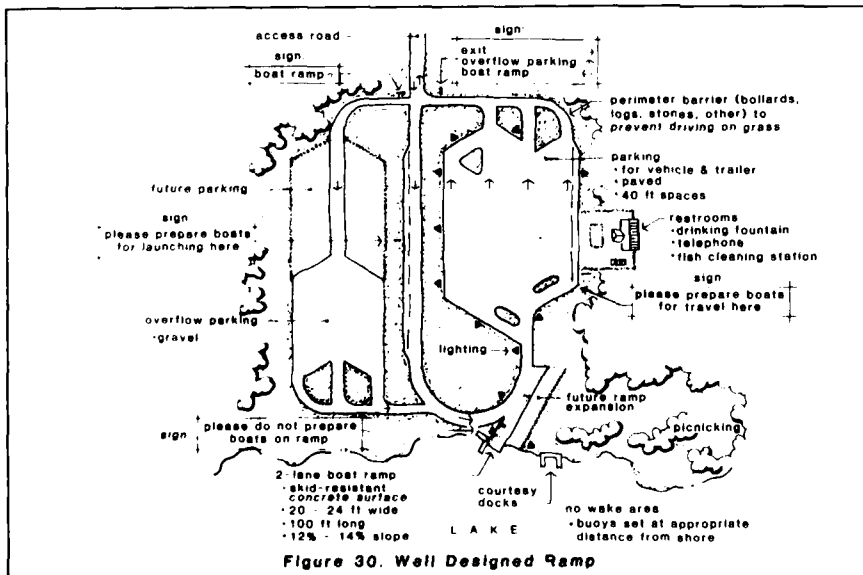 access road
sign
boat ramp
sign
exit
overflow parking
boat ramp
perimeter barrier (bollards,
logs, stones, other) to
prevent driving on grass
parking
• for vehicle & trailer
• paved
• 40 ft spaces
future parking
sign
please prepare boats
for launching here
restrooms
• drinking fountain
• telephone
• fish cleaning station
sign
please prepare boats
for travel here
overflow parking
• gravel
lighting
future ramp
expansion
picnicking
sign
please do not prepare
boats on ramp
2-lane boat ramp
• skid-resistant
concrete surface
• 20 - 24 ft wide
• 100 ft long
• 12% - 14% slope
courtesy
docks
LAKE
no wake area
• buoys set at appropriate
distance from shore
Figure 30. Well Designed Ramp